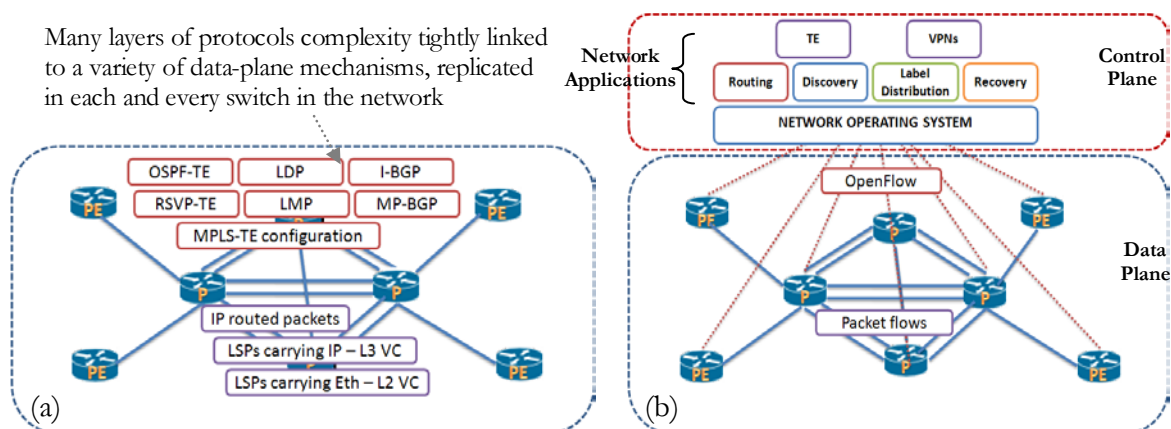 Many layers of protocols complexity tightly linked
to a variety of data-plane mechanisms, replicated
in each and every switch in the network
OSPF-TE
LDP
I-BGP
RSVP-TE
LMP
MP-BGP
MPLS-TE configuration
PE
PE
P
P
IP routed packets
LSPs carrying IP – L3 VC
LSPs carrying Eth – L2 VC
PE
PE
(a)
Network
Applications
TE
VPNs
Routing
Discovery
Label
Distribution
Recovery
NETWORK OPERATING SYSTEM
Control
Plane
OpenFlow
PE
PE
P
P
P
Data
Plane
Packet flows
PE
P
PE
(b)